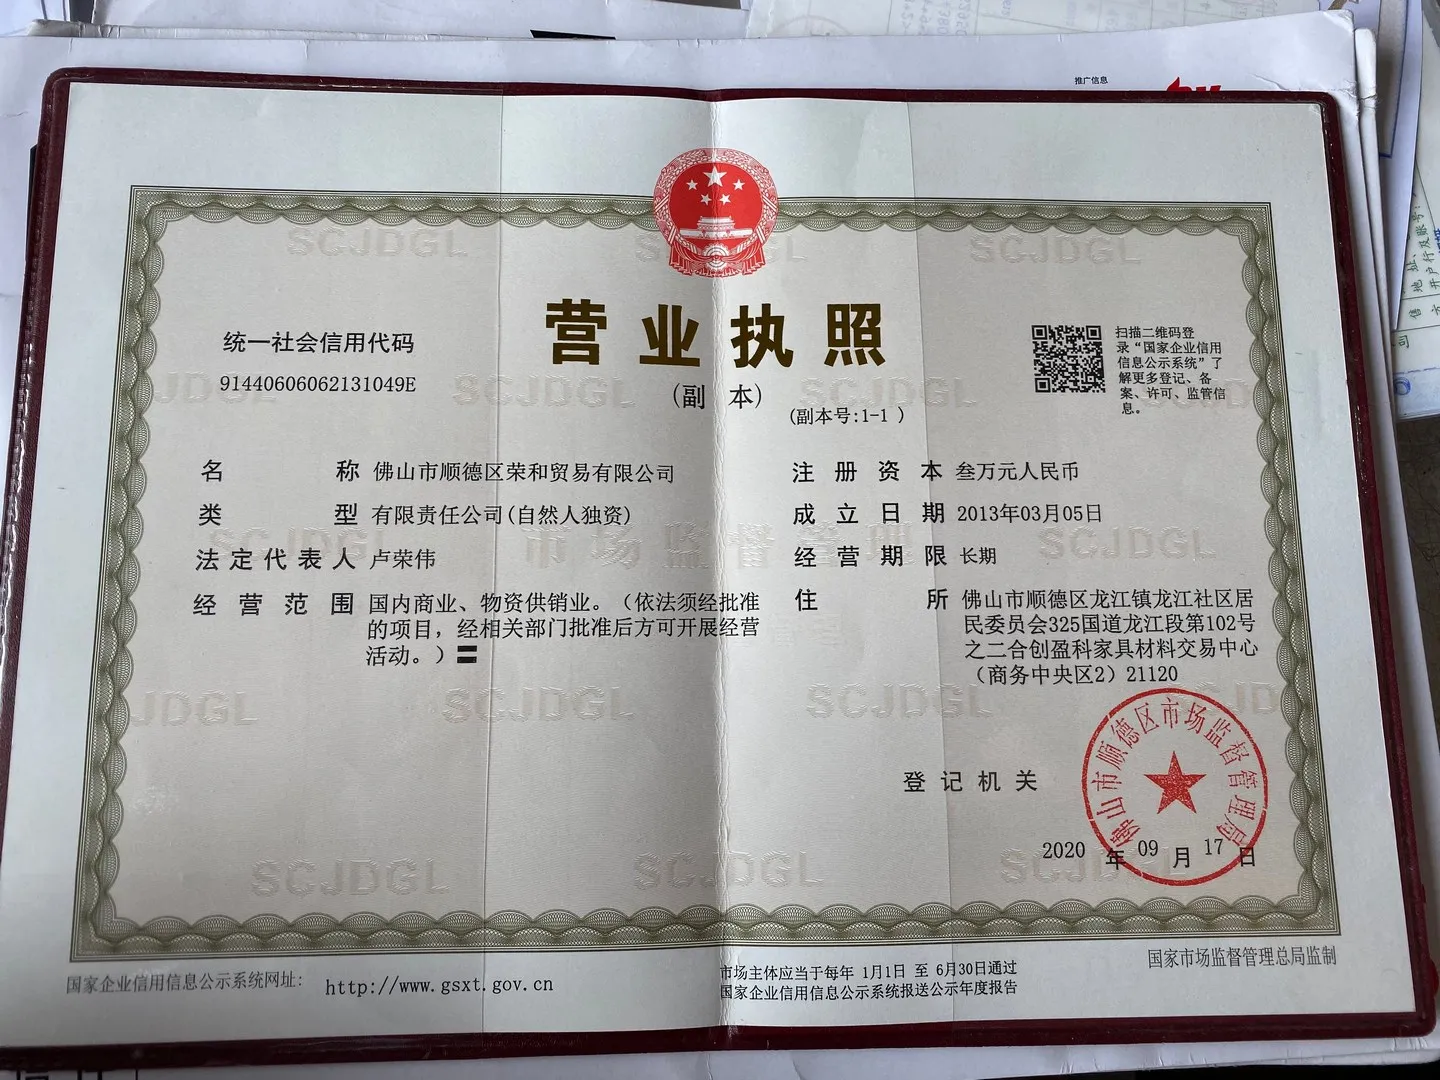 推广信息
营业执照
(副 本)
(副本号:1-1 )
统一社会信用代码
91440606062131049E
扫描二维码登
录“国家企业信用
信息公示系统”了
解更多登记、备
案、许可、监管信
息。
名 称 佛山市顺德区荣和贸易有限公司
类 型 有限责任公司(自然人独资)
法定代表人 卢荣伟
经营范围 国内商业、物资供销业。（依法须经批准
的项目，经相关部门批准后方可开展经营
活动。）〓
注册资本 叁万元人民币
成立日期 2013年03月05日
经营期限 长期
住 所 佛山市顺德区龙江镇龙江社区居
民委员会325国道龙江段第102号
之二合创盈科家具材料交易中心
（商务中央区2）21120
登记机关
佛山市顺德区市场监督管理局
2020 年 09 月 17 日
国家企业信用信息公示系统网址: http://www.gsxt.gov.cn
市场主体应当于每年 1月1日 至 6月30日通过
国家企业信用信息公示系统报送公示年度报告
国家市场监督管理总局监制
SCJDGL